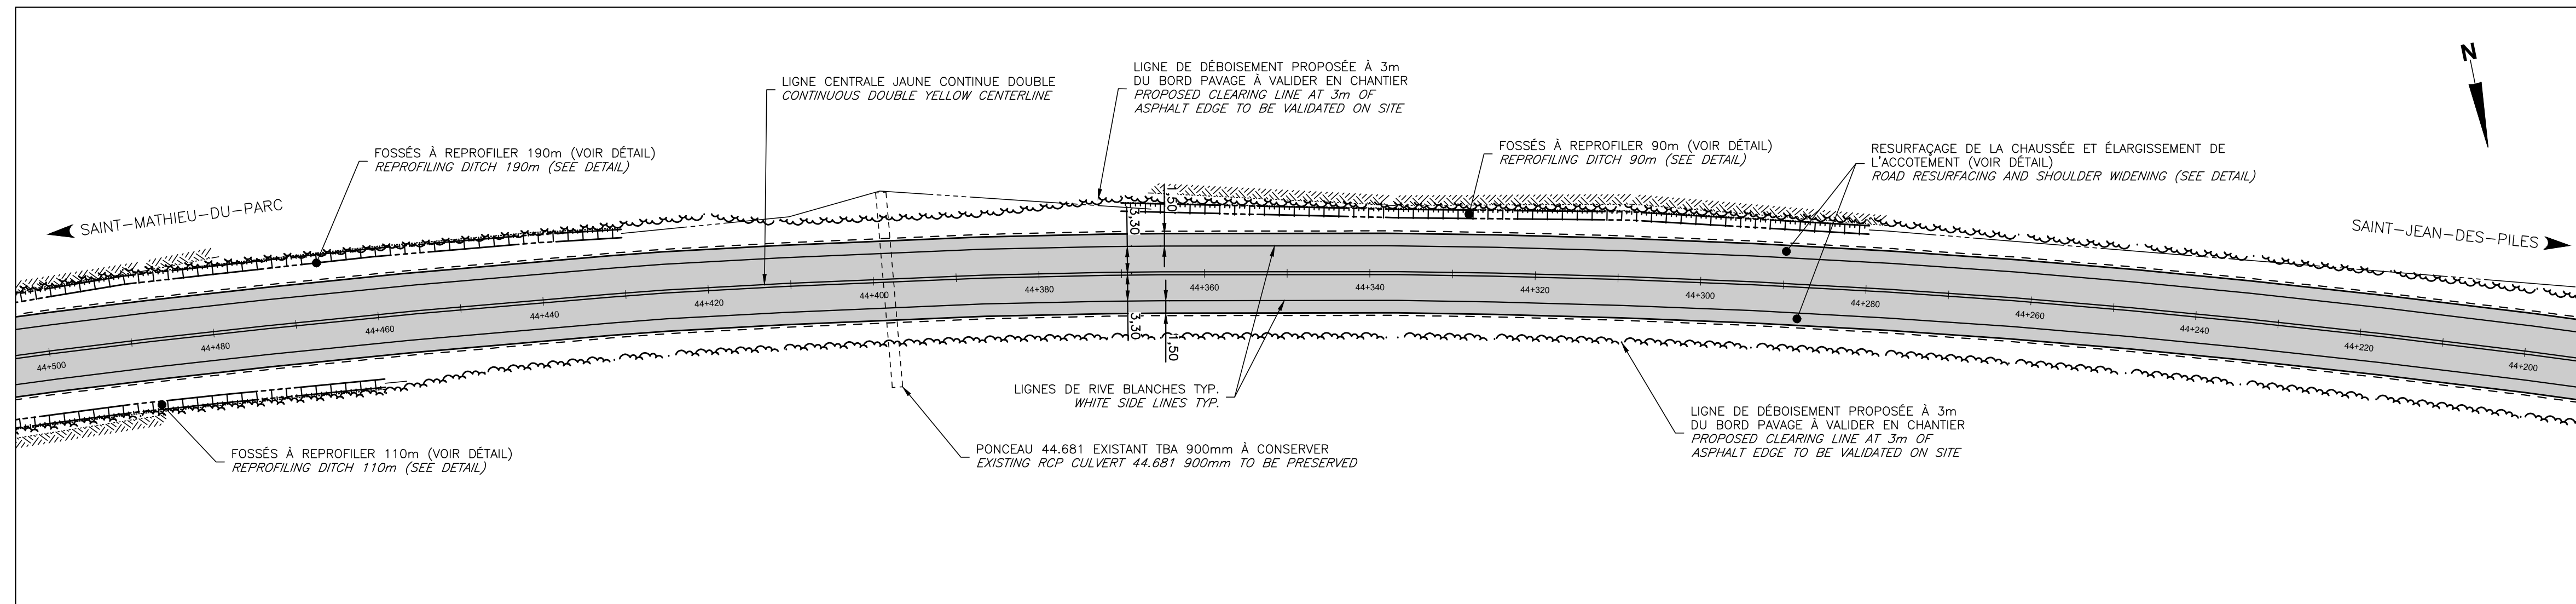 N
LIGNE DE DÉBOISEMENT PROPOSÉE À 3m
DU BORD PAVAGE À VALIDER EN CHANTIER
PROPOSED CLEARING LINE AT 3m OF
ASPHALT EDGE TO BE VALIDATED ON SITE
LIGNE CENTRALE JAUNE CONTINUE DOUBLE
CONTINUOUS DOUBLE YELLOW CENTERLINE
FOSSÉS À REPROFILER 190m (VOIR DÉTAIL)
REPROFILING DITCH 190m (SEE DETAIL)
FOSSÉS À REPROFILER 90m (VOIR DÉTAIL)
REPROFILING DITCH 90m (SEE DETAIL)
RESURFAÇAGE DE LA CHAUSSÉE ET ÉLARGISSEMENT DE
L'ACCOTEMENT (VOIR DÉTAIL)
ROAD RESURFACING AND SHOULDER WIDENING (SEE DETAIL)
SAINT-MATHIEU-DU-PARC
SAINT-JEAN-DES-PILES
1,50
3,30
44+500
44+480
44+460
44+440
44+420
44+400
44+380
44+360
44+340
44+320
44+300
44+280
44+260
44+240
44+220
44+200
3,30
1,50
LIGNES DE RIVE BLANCHES TYP.
WHITE SIDE LINES TYP.
LIGNE DE DÉBOISEMENT PROPOSÉE À 3m
DU BORD PAVAGE À VALIDER EN CHANTIER
PROPOSED CLEARING LINE AT 3m OF
ASPHALT EDGE TO BE VALIDATED ON SITE
FOSSÉS À REPROFILER 110m (VOIR DÉTAIL)
REPROFILING DITCH 110m (SEE DETAIL)
PONCEAU 44.681 EXISTANT TBA 900mm À CONSERVER
EXISTING RCP CULVERT 44.681 900mm TO BE PRESERVED